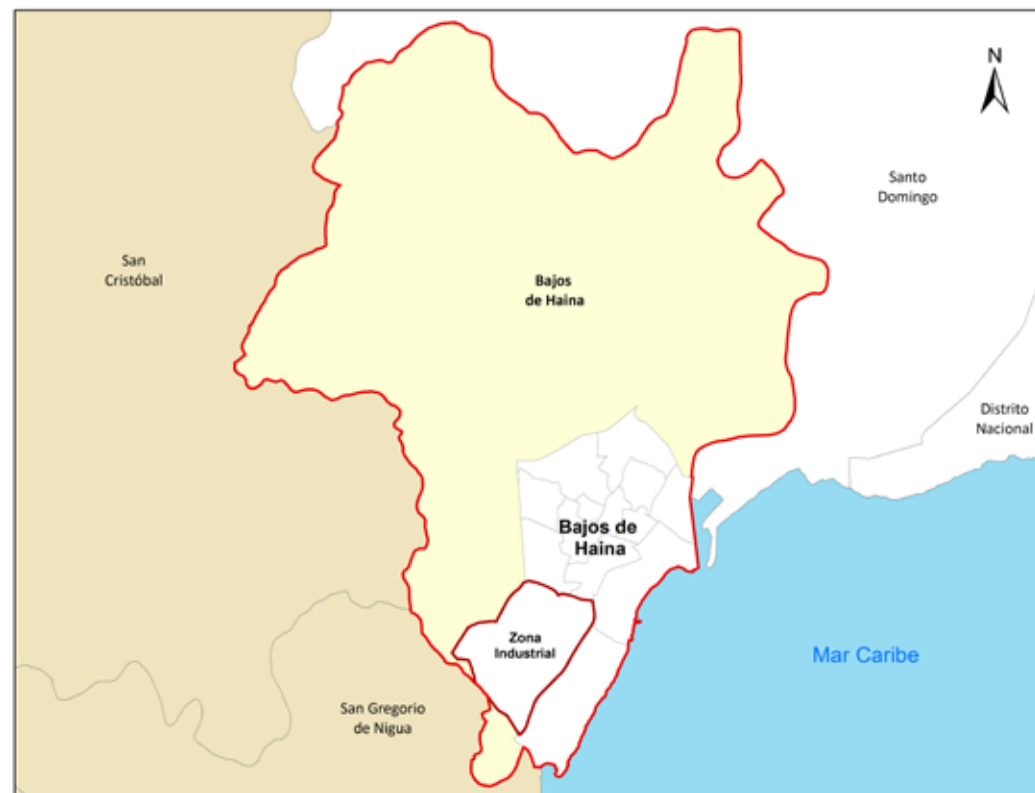 N
Santo
Domingo
San
Cristóbal
Bajos
de Haina
Distrito
Nacional
Bajos de
Haina
Zona
Industrial
Mar Caribe
San Gregorio
de Nigua